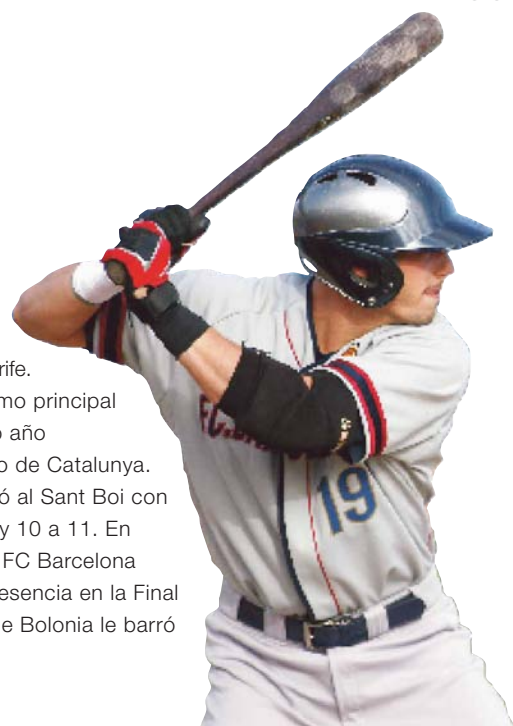 rife.
mo principal
o año
o de Catalunya.
ó al Sant Boi con
y 10 a 11. En
FC Barcelona
esencia en la Final
e Bolonia le barró
19